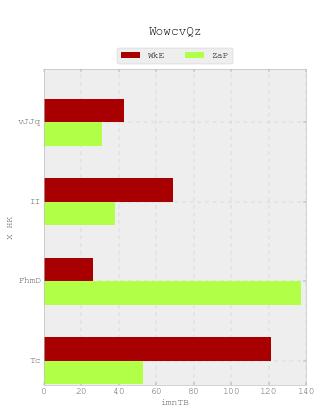 WowcvQz
WkE ZaP
vJJq
II
X HK
FhmD
Tc
0 20 40 60 80 100 120 140
imnTB